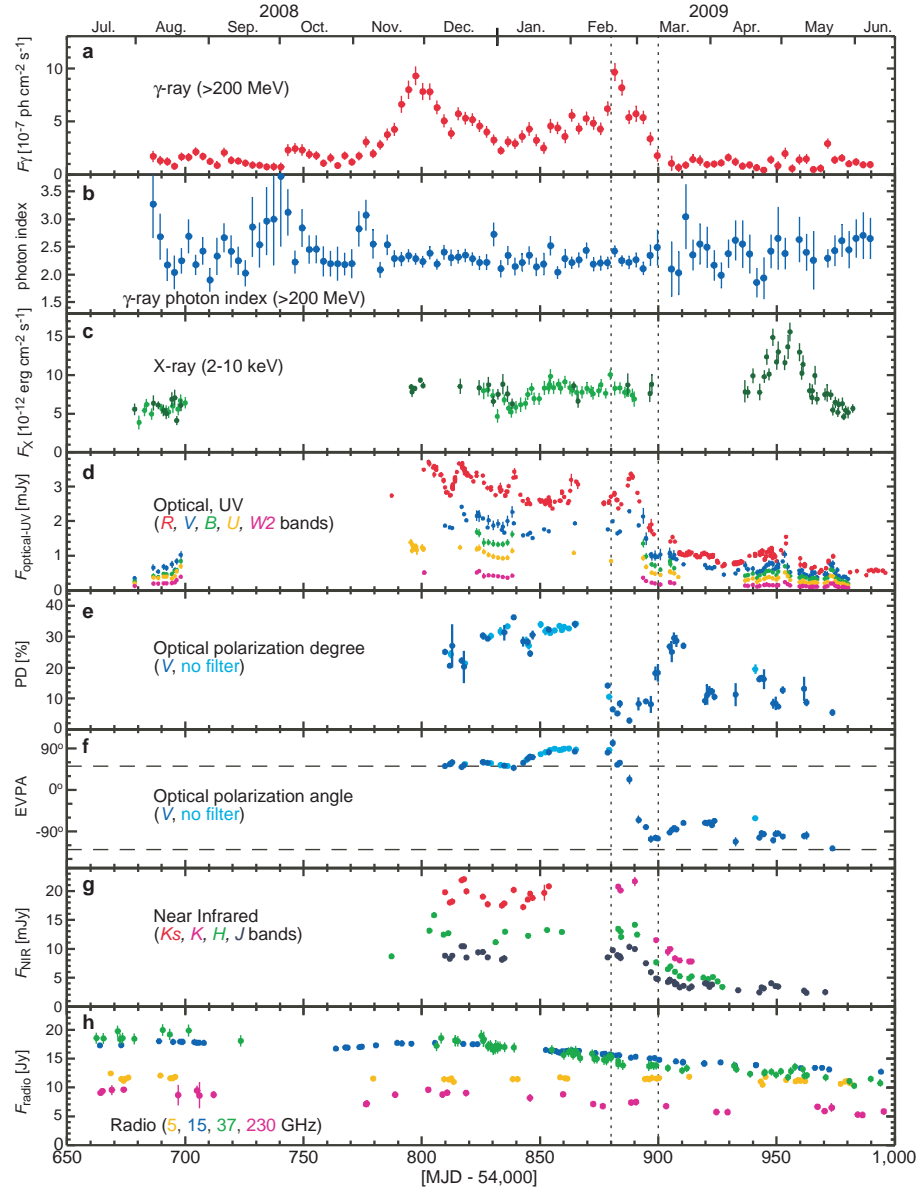 2008 2009
Jul. Aug. Sep. Oct. Nov. Dec. Jan. Feb. Mar. Apr. May Jun.
a
γ-ray (>200 MeV)
Fγ [10-7 ph cm-2 s-1]
10
5
0
b
γ-ray photon index (>200 MeV)
photon index
3.5
3.0
2.5
2.0
1.5
c
X-ray (2-10 keV)
FX [10-12 erg cm-2 s-1]
15
10
5
0
d
Optical, UV
(R, V, B, U, W2 bands)
Foptical-UV [mJy]
3
2
1
0
e
Optical polarization degree
(V, no filter)
PD [%]
40
30
20
10
0
f
Optical polarization angle
(V, no filter)
EVPA
90º
0º
-90º
g
Near Infrared
(Ks, K, H, J bands)
FNIR [mJy]
20
15
10
5
0
h
Radio (5, 15, 37, 230 GHz)
Fradio [Jy]
20
15
10
5
0
650 700 750 800 850 900 950 1,000
[MJD - 54,000]